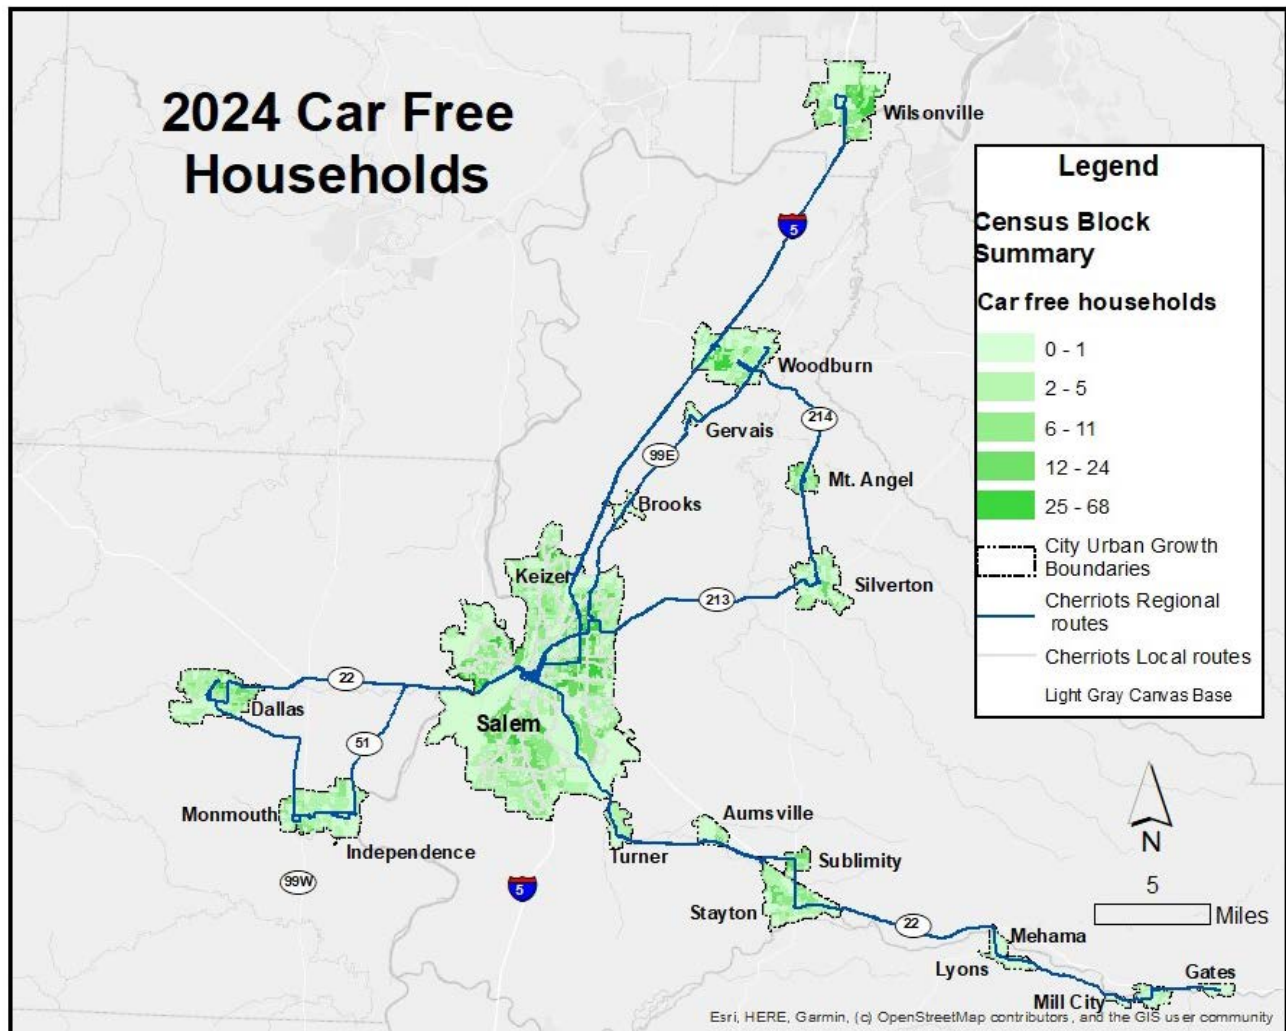 2024 Car Free
Households
Wilsonville
Legend
Census Block
Summary
Car free households
0 - 1
2 - 5
6 - 11
12 - 24
25 - 68
City Urban Growth
Boundaries
Cherriots Regional
routes
Cherriots Local routes
Light Gray Canvas Base
5
Woodburn
214
Gervais
99E
Mt. Angel
Brooks
Keizer
Silverton
213
22
Dallas
Salem
51
Monmouth
Independence
99W
5
Turner
Aumsville
Sublimity
Stayton
22
N
5
Miles
Mehama
Lyons
Gates
Mill City
Esri, HERE, Garmin, (c) OpenStreetMap contributors, and the GIS user community